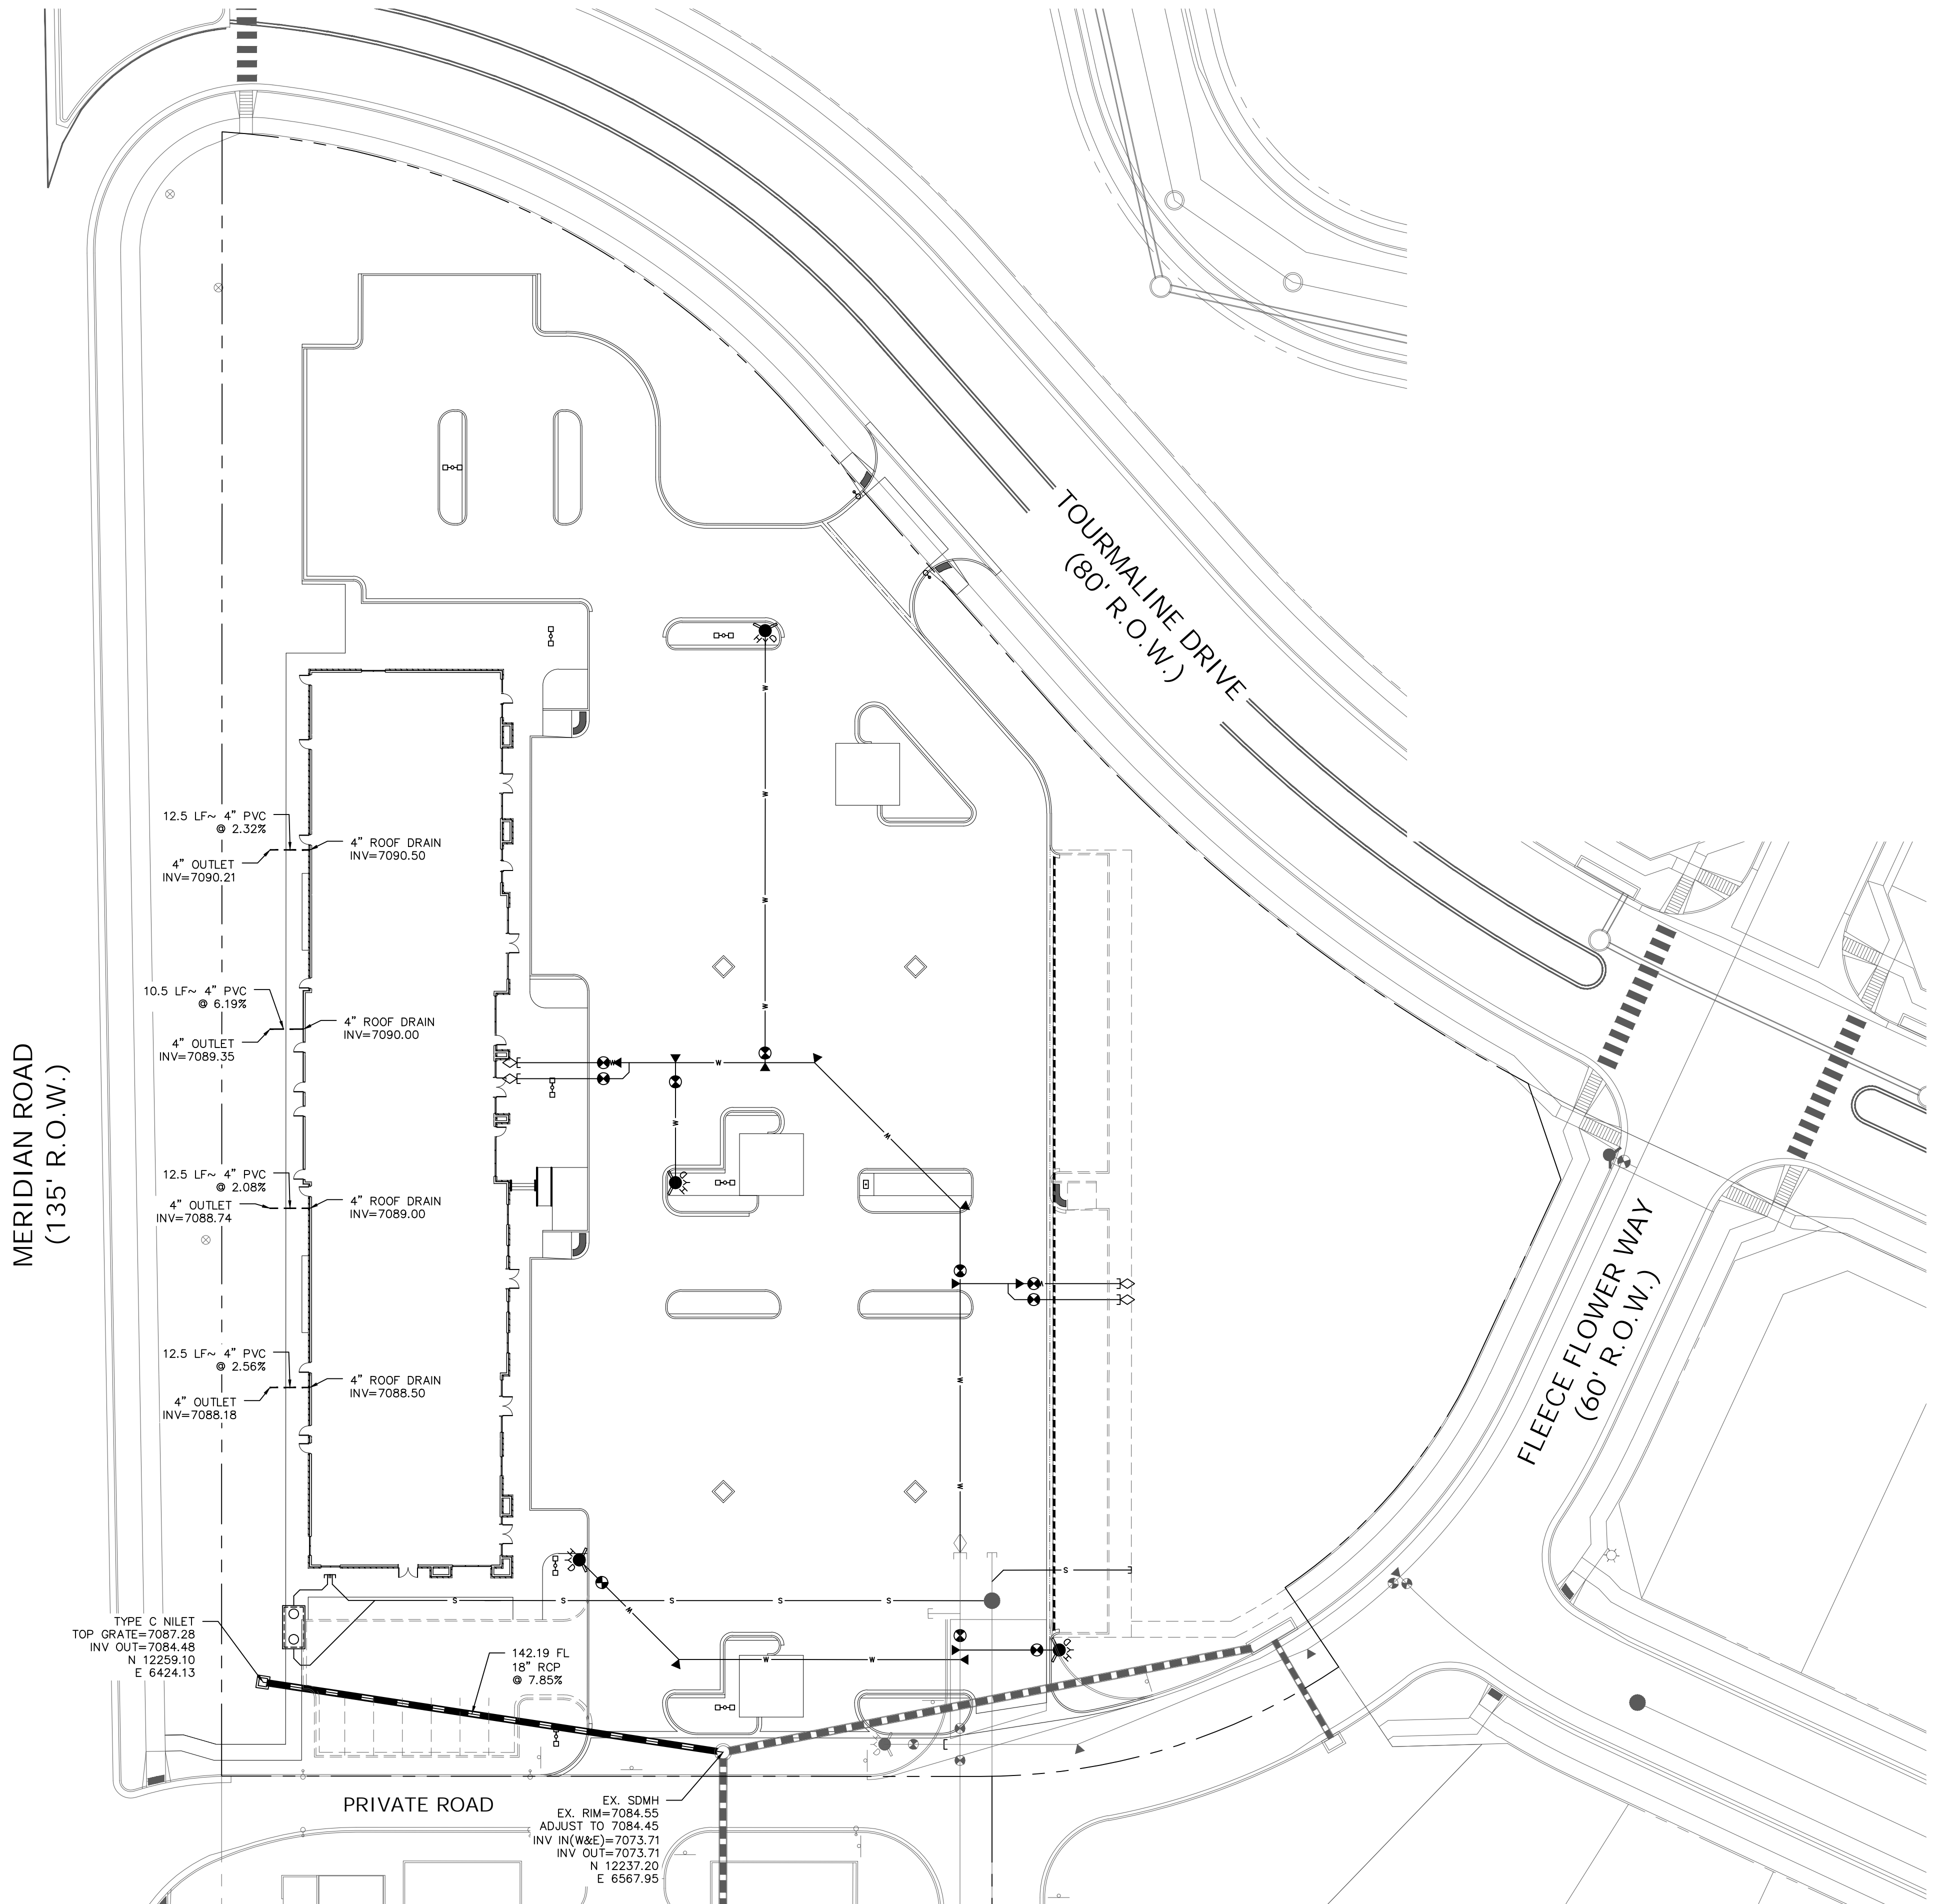 TOURMALINE DRIVE
(80' R.O.W.)
12.5 LF~ 4" PVC
@ 2.32%
4" ROOF DRAIN
INV=7090.50
4" OUTLET
INV=7090.21
10.5 LF~ 4" PVC
@ 6.19%
4" ROOF DRAIN
INV=7090.00
4" OUTLET
INV=7089.35
MERIDIAN ROAD
(135' R.O.W.)
12.5 LF~ 4" PVC
@ 2.08%
4" ROOF DRAIN
INV=7089.00
4" OUTLET
INV=7088.74
FLEECE FLOWER WAY
(60' R.O.W.)
12.5 LF~ 4" PVC
@ 2.56%
4" ROOF DRAIN
INV=7088.50
4" OUTLET
INV=7088.18
HYD
W
W
W
W
W
W
W
HYD
W
W
W
HYD
W
W
W
HYD
S
S
S
S
S
S
TYPE C NILET
TOP GRATE=7087.28
INV OUT=7084.48
N 12259.10
E 6424.13
142.19 FL
18" RCP
@ 7.85%
PRIVATE ROAD
EX. SDMH
EX. RIM=7084.55
ADJUST TO 7084.45
INV IN(W&E)=7073.71
INV OUT=7073.71
N 12237.20
E 6567.95